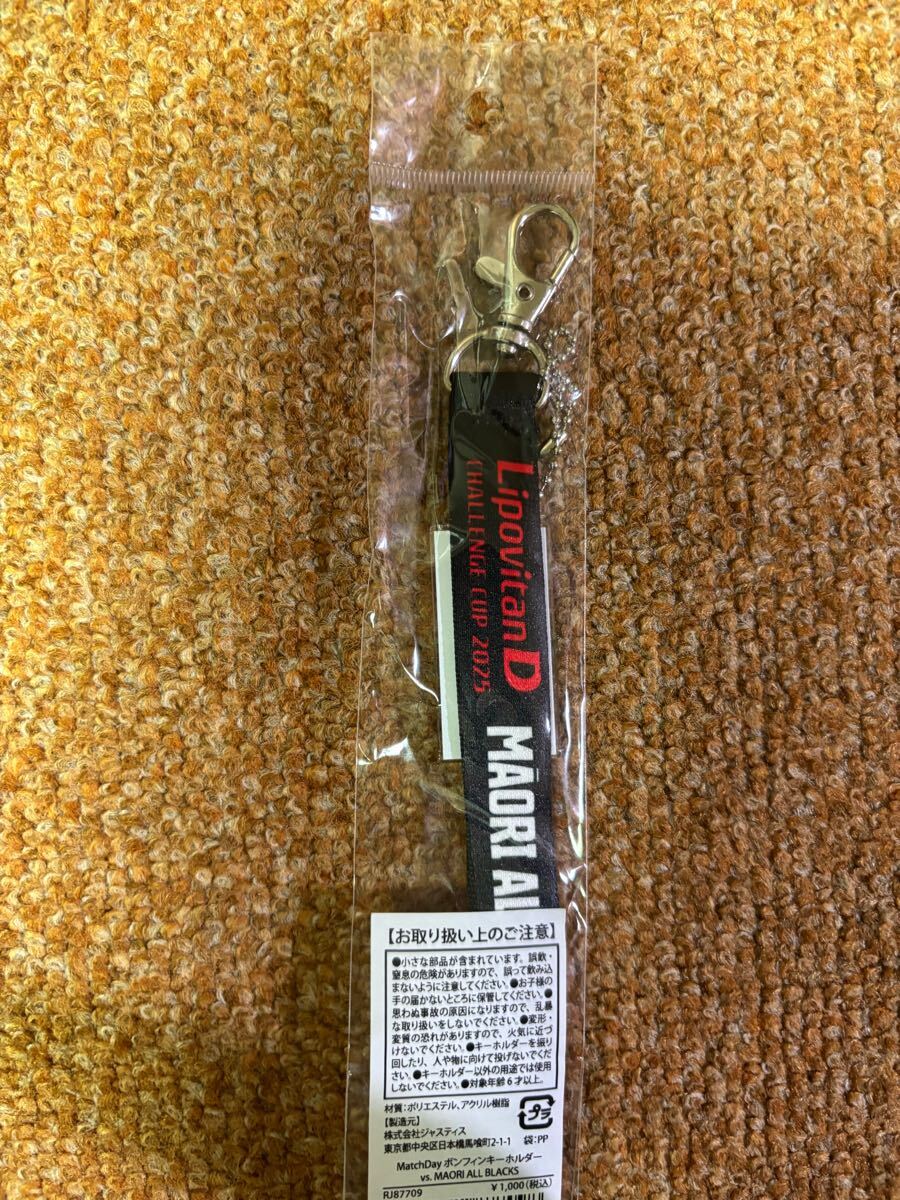 LipovitanD
CHALLENGE CUP 2025
MĀORI AL
【お取り扱い上のご注意】
●小さな部品が含まれています。誤飲・
窒息の危険がありますので、誤って飲み込
まないように注意してください。●お子様の
手の届かないところに保管してください。●
思わぬ事故の原因になりますので、乱暴
な取り扱いをしないでください。●変形・
変質の恐れがありますので、火気に近づ
けないでください。●キーホルダーを振り
回したり、人や物に向けて投げないでくだ
さい。●キーホルダー以外の用途では使用
しないでください。●対象年齢6才以上。
材質：ポリエステル、アクリル樹脂
【製造元】
株式会社ジャスティス
東京都中央区日本橋馬喰町2-1-1
プラ
袋：PP
MatchDay ボンフィンキーホルダー
vs. MAORI ALL BLACKS
RJ87709 ¥1,000（税込）